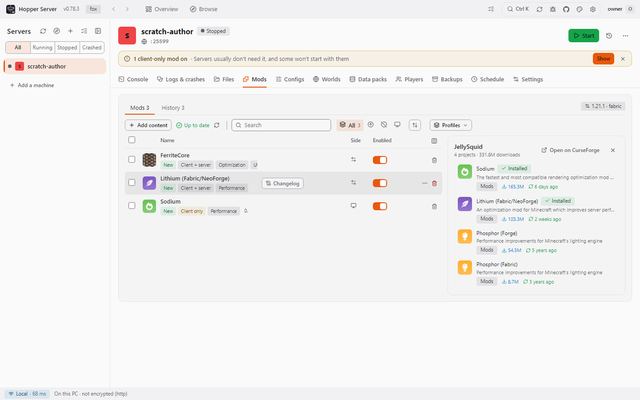 Hopper Server v0.78.3 fox Overview Browse Ctrl K owner O
Servers
All Running Stopped Crashed
S scratch-author
+ Add a machine
S scratch-author Stopped
:25599
Start
1 client-only mod on · Servers usually don't need it, and some won't start with them
Show
Console Logs & crashes Files Mods Configs Worlds Data packs Players Backups Schedule Settings
Mods 3 History 3
1.21.1 · fabric
+ Add content Up to date Search All 3 Profiles
Name Side Enabled
FerriteCore
New Client + server Optimization
Lithium (Fabric/NeoForge)
New Client + server Performance
Changelog
Sodium
New Client only Performance
JellySquid
4 projects · 331.8M downloads
Open on CurseForge
Sodium Installed
The fastest and most compatible rendering optimization mod ...
Mods 165.3M 6 days ago
Lithium (Fabric/NeoForge) Installed
An optimization mod for Minecraft which improves server perf...
Mods 103.3M 2 weeks ago
Phosphor (Forge)
Performance improvements for Minecraft's lighting engine
Mods 54.5M 5 years ago
Phosphor (Fabric)
Performance improvements for Minecraft's lighting engine
Mods 8.7M 3 years ago
Local · 68 ms On this PC · not encrypted (http)